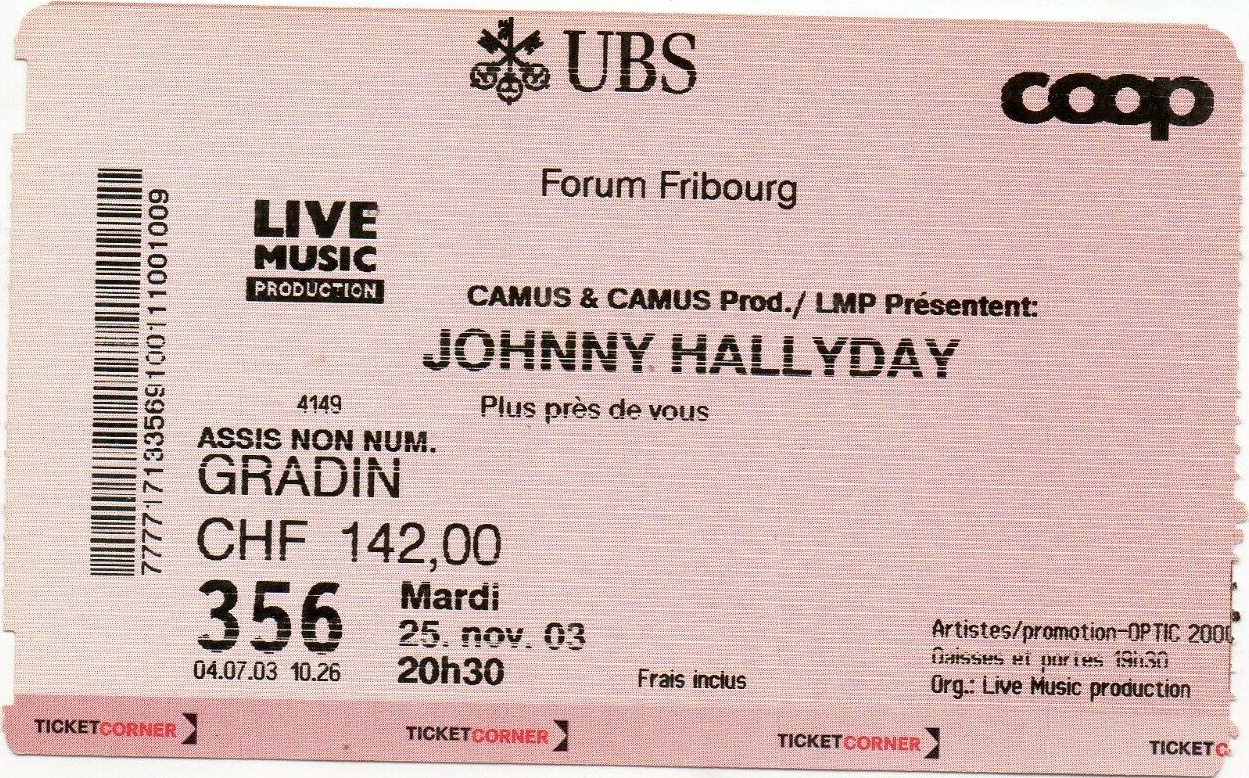 UBS
coop
Forum Fribourg
LIVE
MUSIC
PRODUCTION
CAMUS & CAMUS Prod./ LMP Présentent:
JOHNNY HALLYDAY
4149
Plus près de vous
ASSIS NON NUM.
GRADIN
CHF 142,00
356
Mardi
25. nov. 03
20h30
04.07.03 10.26
Frais inclus
Artistes/promotion-OPTIC 2000
Caisses et portes 19h30
Org.: Live Music production
777717133569100111001009
TICKETCORNER
TICKETCORNER
TICKETCORNER
TICKETC